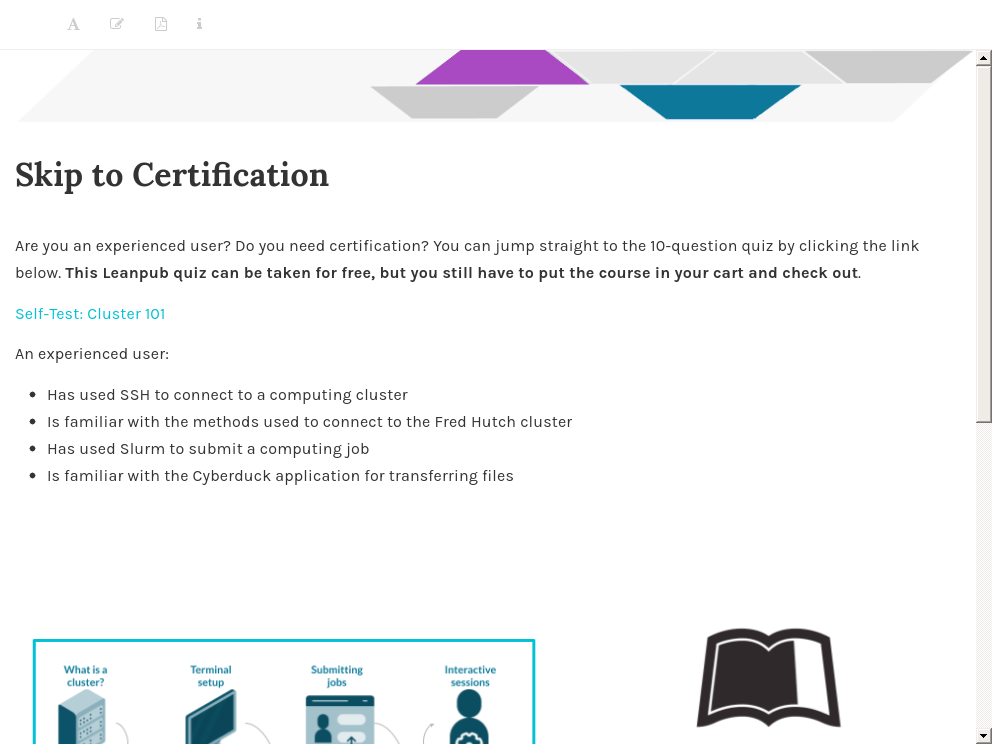 Skip to Certification
Are you an experienced user? Do you need certification? You can jump straight to the 10-question quiz by clicking the link
below. This Leanpub quiz can be taken for free, but you still have to put the course in your cart and check out.
Self-Test: Cluster 101
An experienced user:
Has used SSH to connect to a computing cluster
Is familiar with the methods used to connect to the Fred Hutch cluster
Has used Slurm to submit a computing job
Is familiar with the Cyberduck application for transferring files
What is a
cluster?
Terminal
setup
Submitting
jobs
Interactive
sessions